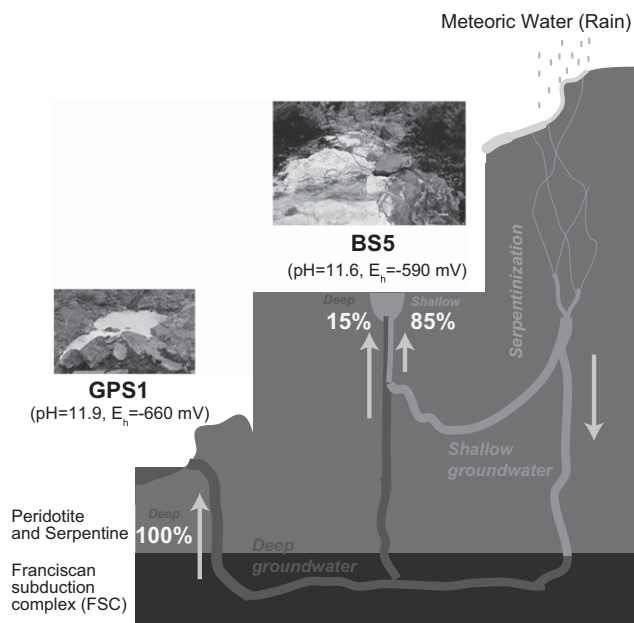 Meteoric Water (Rain)
BS5
(pH=11.6, Eh=-590 mV)
Deep
Shallow
15%
85%
Serpentinization
GPS1
(pH=11.9, Eh=-660 mV)
Shallow
groundwater
Peridotite
and Serpentine
Deep
100%
Deep
groundwater
Franciscan
subduction
complex (FSC)